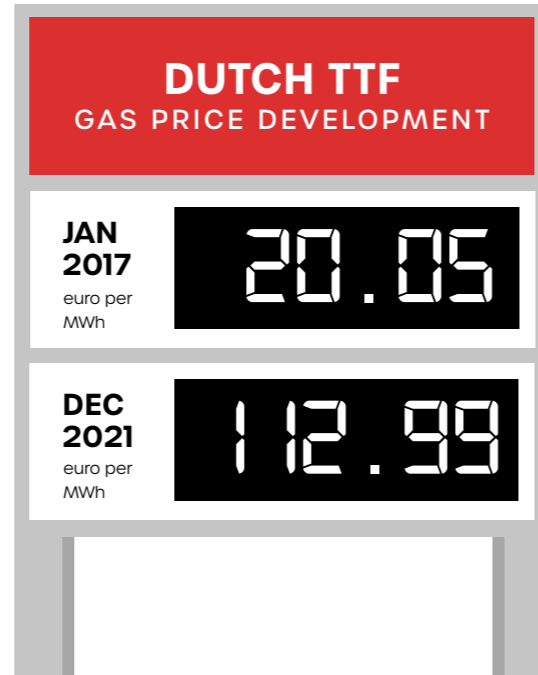 DUTCH TTF
GAS PRICE DEVELOPMENT
JAN
2017
euro per
MWh
20.05
DEC
2021
euro per
MWh
112.99